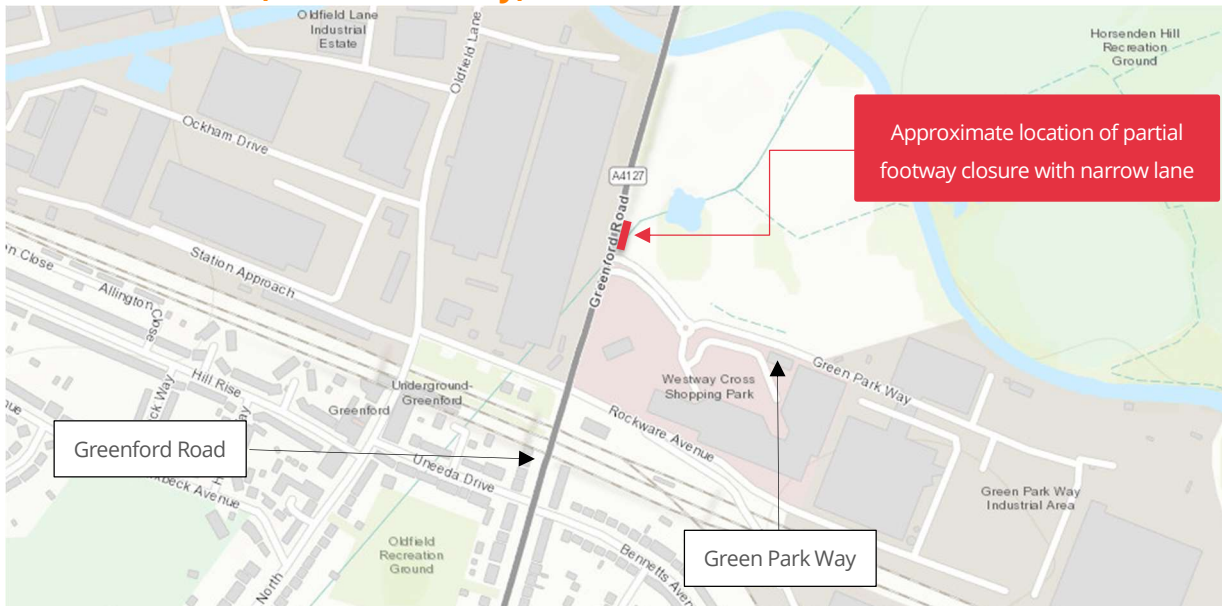 Oldfield Lane
Industrial
Estate
Oldfield Lane
Horsenden Hill
Recreation
Ground
Approximate location of partial
footway closure with narrow lane
Ockham Drive
A4127
Greenford Road
Station Approach
Close
Allington
Close
Hill Rise
Underground-
Greenford
Greenford
Westway Cross
Shopping Park
Green Park Way
Rockware Avenue
Greenford Road
Uneeda Drive
Avenue
Green Park Way
Industrial Area
Oldfield
Recreation
Ground
Green Park Way
Bennetts
North